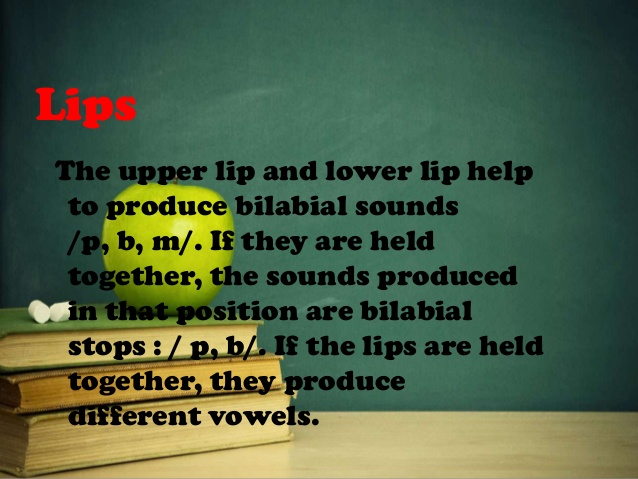 Lips
The upper lip and lower lip help
to produce bilabial sounds
/p, b, m/. If they are held
together, the sounds produced
in that position are bilabial
stops : / p, b/. If the lips are held
together, they produce
different vowels.